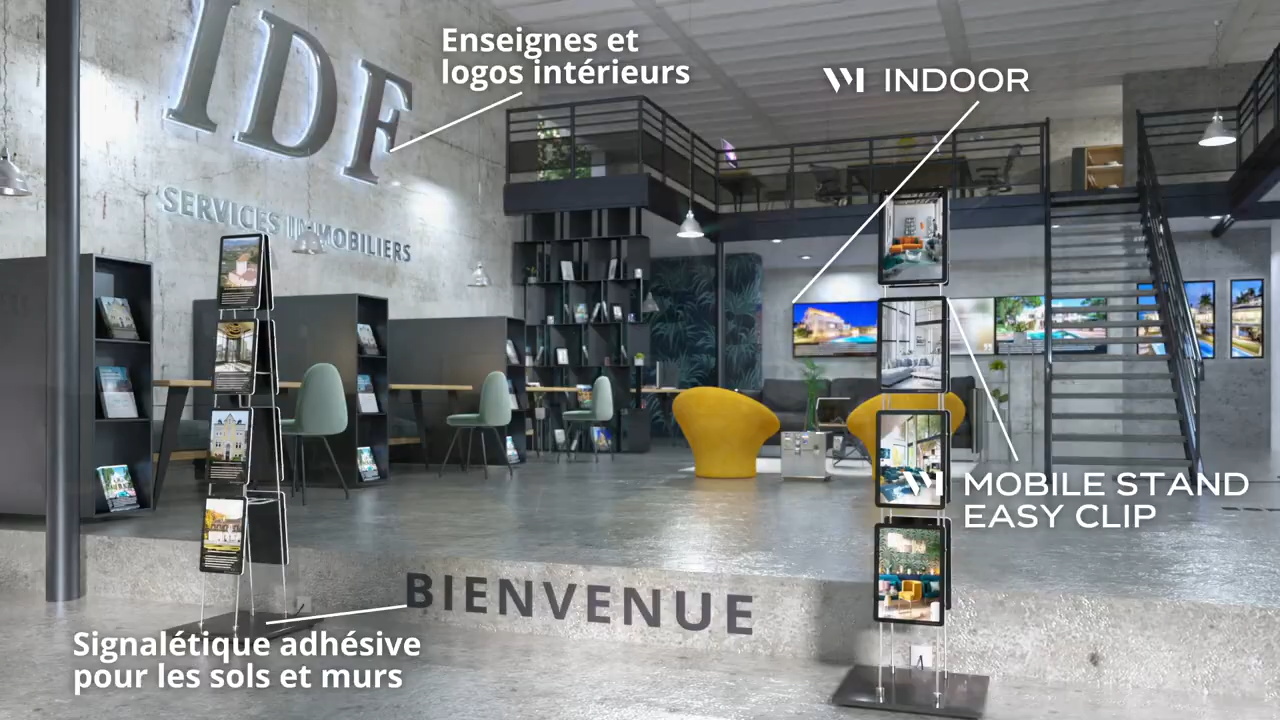 IDF
SERVICES IMMOBILIERS
Enseignes et
logos intérieurs
INDOOR
MOBILE STAND
EASY CLIP
BIENVENUE
Signalétique adhésive
pour les sols et murs